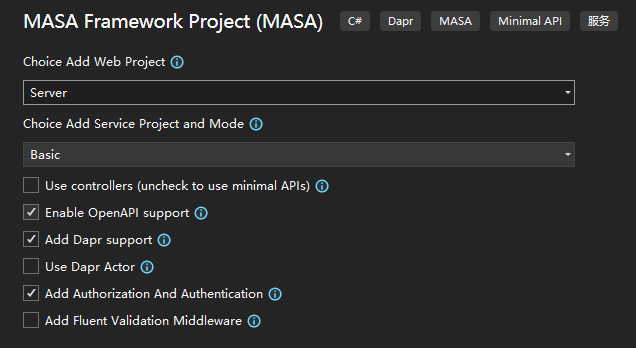 MASA Framework Project (MASA) C# Dapr MASA Minimal API 服务
Choice Add Web Project
Server
Choice Add Service Project and Mode
Basic
Use controllers (uncheck to use minimal APIs)
Enable OpenAPI support
Add Dapr support
Use Dapr Actor
Add Authorization And Authentication
Add Fluent Validation Middleware